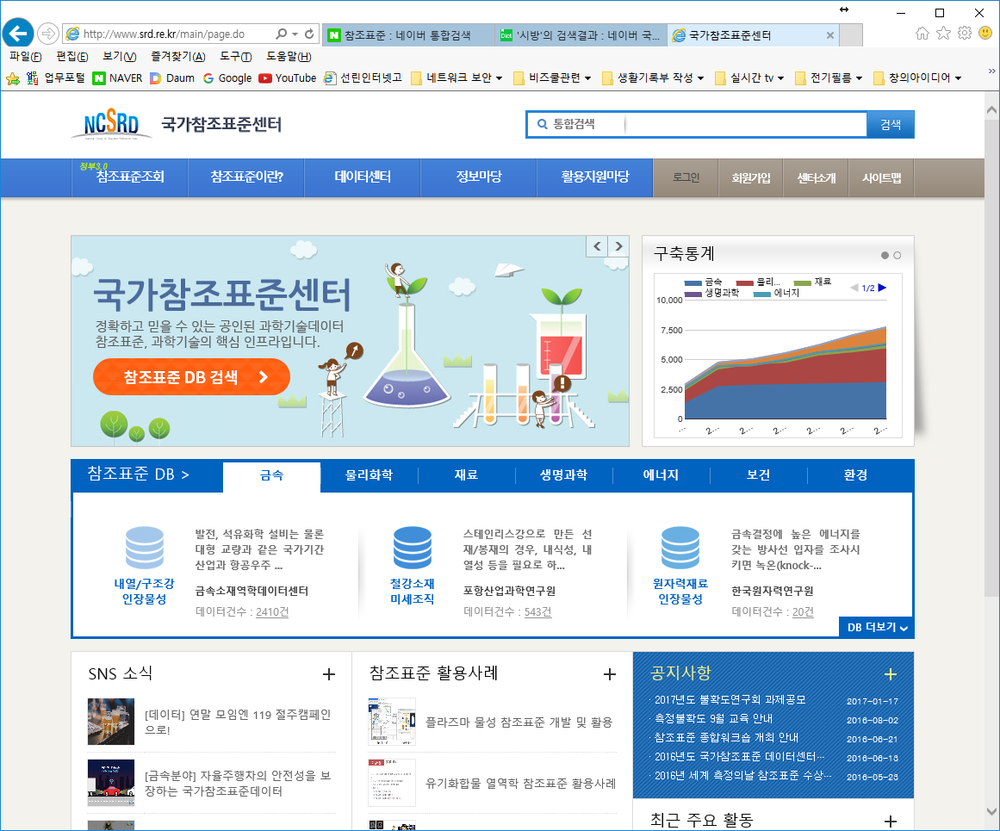 http://www.srd.re.kr/main/page.do
참조표준 : 네이버 통합검색
'시방'의 검색결과 : 네이버 국...
국가참조표준센터
파일(F) 편집(E) 보기(V) 즐겨찾기(A) 도구(T) 도움말(H)
업무포털 NAVER Daum Google YouTube 선린인터넷고 네트워크 보안 비즈쿨관련 생활기록부 작성 실시간 tv 전기필름 창의아이디어
NCSRD 국가참조표준센터
통합검색 검색
정부3.0
참조표준조회 참조표준이란? 데이터센터 정보마당 활용지원마당 로그인 회원가입 센터소개 사이트맵
국가참조표준센터
정확하고 믿을 수 있는 공인된 과학기술데이터
참조표준, 과학기술의 핵심 인프라입니다.
참조표준 DB 검색
구축통계
금속 물리... 재료
생명과학 에너지
1/2
10,000
7,500
5,000
2,500
0
2... 2... 2... 2... 2... 2...
참조표준 DB > 금속 물리화학 재료 생명과학 에너지 보건 환경
내열/구조강
인장물성
발전, 석유화학 설비는 물론
대형 교량과 같은 국가기간
산업과 항공우주 ...
금속소재역학데이터센터
데이터건수 : 2410건
철강소재
미세조직
스테인리스강으로 만든 선
재/봉재의 경우, 내식성, 내
열성 등을 필요로 하...
포항산업과학연구원
데이터건수 : 543건
원자력재료
인장물성
금속결정에 높은 에너지를
갖는 방사선 입자를 조사시
키면 녹온(knock-...
한국원자력연구원
데이터건수 : 20건
DB 더보기
SNS 소식
[데이터] 연말 모임엔 119 절주캠페인
으로!
[금속분야] 자율주행차의 안전성을 보
장하는 국가참조표준데이터
참조표준 활용사례
플라즈마 물성 참조표준 개발 및 활용
유기화합물 열역학 참조표준 활용사례
공지사항
· 2017년도 불확도연구회 과제공모 2017-01-17
· 측정불확도 9월 교육 안내 2016-08-02
· 참조표준 종합워크숍 개최 안내 2016-06-21
· 2016년도 국가참조표준 데이터센터... 2016-06-13
· 2016년 세계 측정의날 참조표준 수상... 2016-05-23
최근 주요 활동